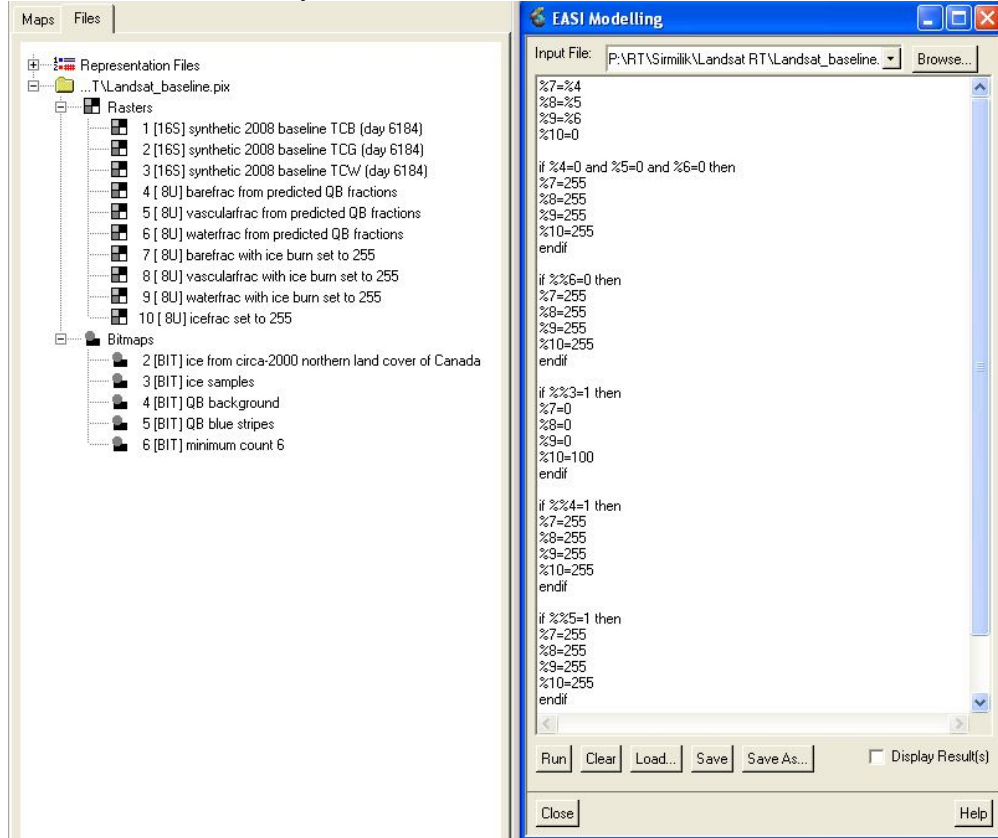 Maps Files
Representation Files
...T\Landsat_baseline.pix
Rasters
1 [16S] synthetic 2008 baseline TCB (day 6184)
2 [16S] synthetic 2008 baseline TCG (day 6184)
3 [16S] synthetic 2008 baseline TCW (day 6184)
4 [ 8U] barefrac from predicted QB fractions
5 [ 8U] vascularfrac from predicted QB fractions
6 [ 8U] waterfrac from predicted QB fractions
7 [ 8U] barefrac with ice burn set to 255
8 [ 8U] vascularfrac with ice burn set to 255
9 [ 8U] waterfrac with ice burn set to 255
10 [ 8U] icefrac set to 255
Bitmaps
2 [BIT] ice from circa-2000 northern land cover of Canada
3 [BIT] ice samples
4 [BIT] QB background
5 [BIT] QB blue stripes
6 [BIT] minimum count 6
EASI Modelling
Input File: P:\RT\Sirmilik\Landsat RT\Landsat_baseline. Browse...
%7=%4
%8=%5
%9=%6
%10=0
if %4=0 and %5=0 and %6=0 then
%7=255
%8=255
%9=255
%10=255
endif
if %%6=0 then
%7=255
%8=255
%9=255
%10=255
endif
if %%3=1 then
%7=0
%8=0
%9=0
%10=100
endif
if %%4=1 then
%7=255
%8=255
%9=255
%10=255
endif
if %%5=1 then
%7=255
%8=255
%9=255
%10=255
endif
Run Clear Load... Save Save As... Display Result(s)
Close Help